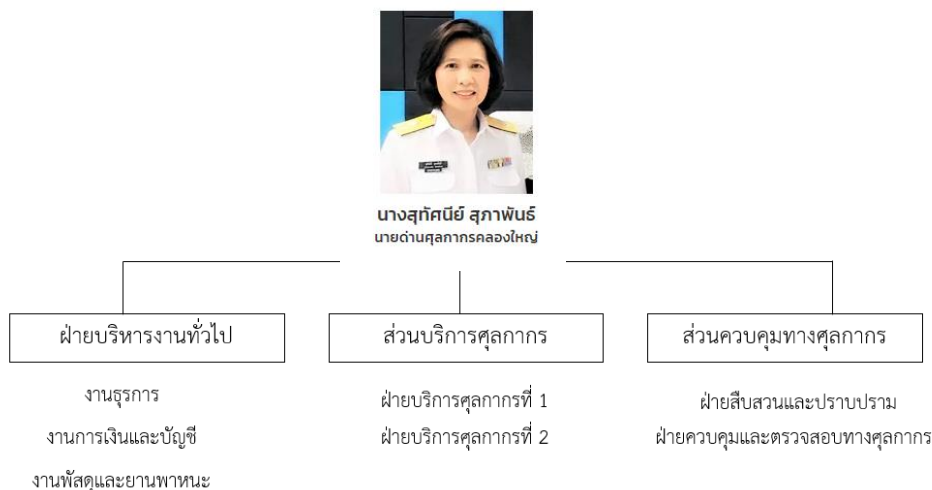 นางสุทัศนีย์ สุภาพันธ์
นายด่านศุลกากรคลองใหญ่
ฝ่ายบริหารงานทั่วไป
งานธุรการ
งานการเงินและบัญชี
งานพัสดุและยานพาหนะ
ส่วนบริการศุลกากร
ฝ่ายบริการศุลกากรที่ 1
ฝ่ายบริการศุลกากรที่ 2
ส่วนควบคุมทางศุลกากร
ฝ่ายสืบสวนและปราบปราม
ฝ่ายควบคุมและตรวจสอบทางศุลกากร